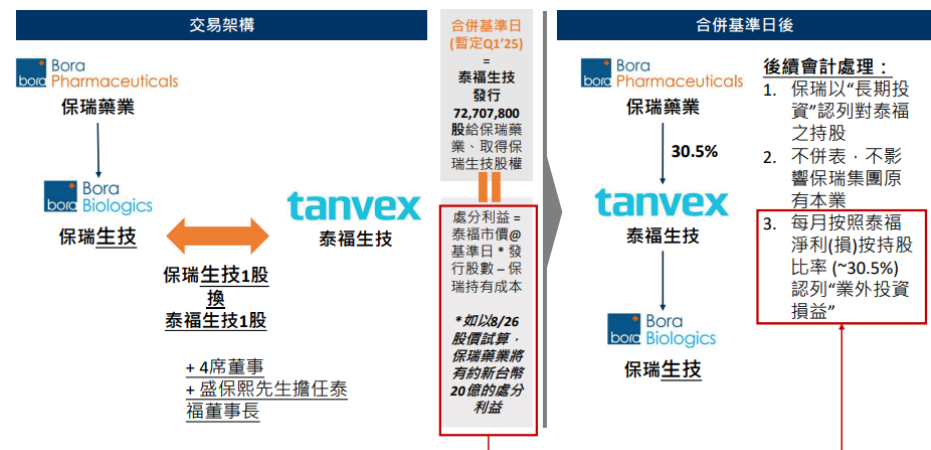 交易架構
Bora
bora Pharmaceuticals
保瑞藥業
Bora
bora Biologics
保瑞生技
tanvex
泰福生技
保瑞生技1股
換
泰福生技1股
+ 4席董事
+ 盛保熙先生擔任泰
福董事長
合併基準日
(暫定Q1'25)
=
泰福生技
發行
72,707,800
股給保瑞藥
業、取得保
瑞生技股權
處分利益 =
泰福市價@
基準日 * 發
行股數 – 保
瑞持有成本
*如以8/26
股價試算，
保瑞藥業將
有約新台幣
20億的處分
利益
合併基準日後
Bora
bora Pharmaceuticals
保瑞藥業
30.5%
tanvex
泰福生技
Bora
bora Biologics
保瑞生技
後續會計處理：
1. 保瑞以“長期投
資”認列對泰福
之持股
2. 不併表，不影
響保瑞集團原
有本業
3. 每月按照泰福
淨利(損)按持股
比率 (~30.5%)
認列“業外投資
損益”